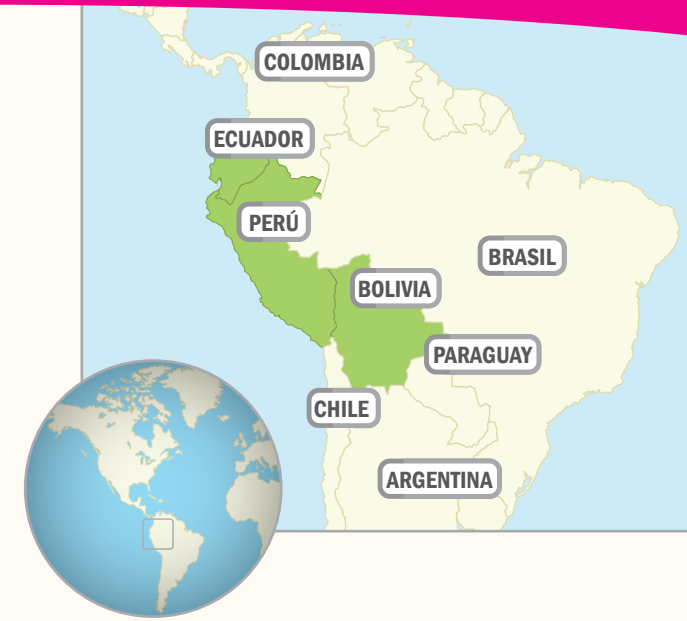 COLOMBIA
ECUADOR
PERÚ
BRASIL
BOLIVIA
PARAGUAY
CHILE
ARGENTINA